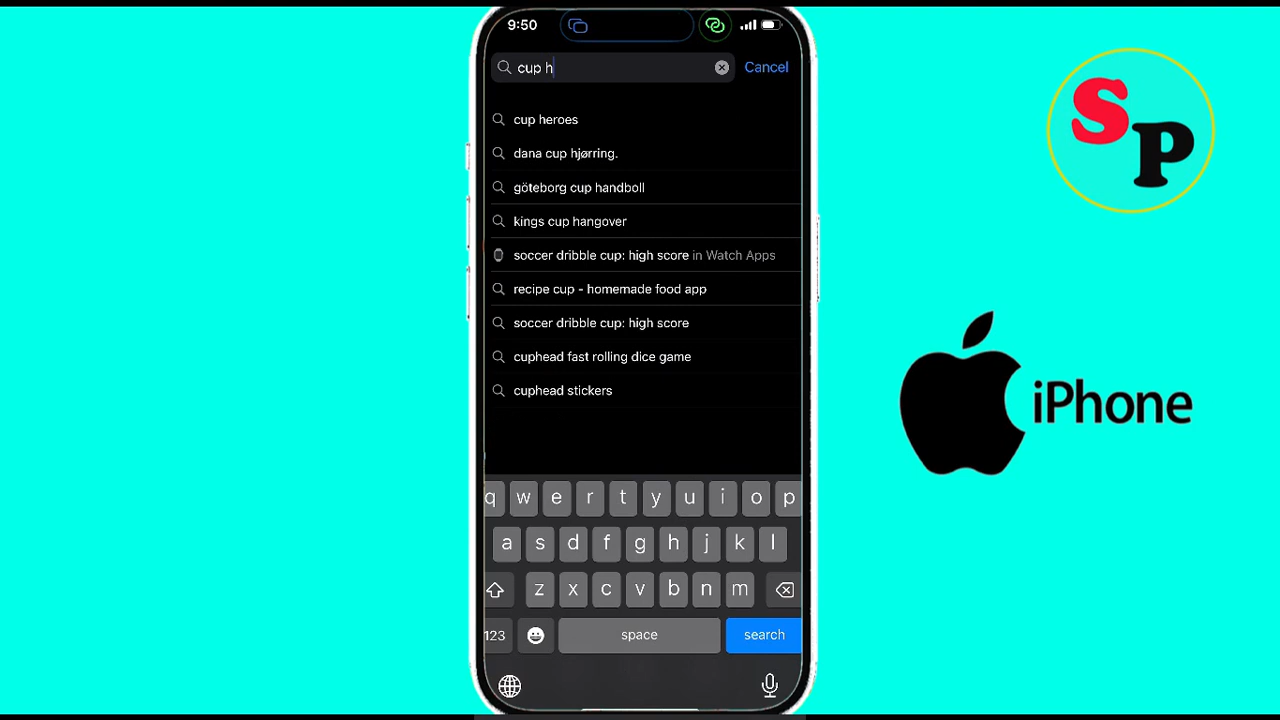 9:50
cup h
Cancel
cup heroes
dana cup hjørring.
göteborg cup handboll
kings cup hangover
soccer dribble cup: high score in Watch Apps
recipe cup - homemade food app
soccer dribble cup: high score
cuphead fast rolling dice game
cuphead stickers
q w e r t y u i o p
a s d f g h j k l
z x c v b n m
123 space search
SP
iPhone